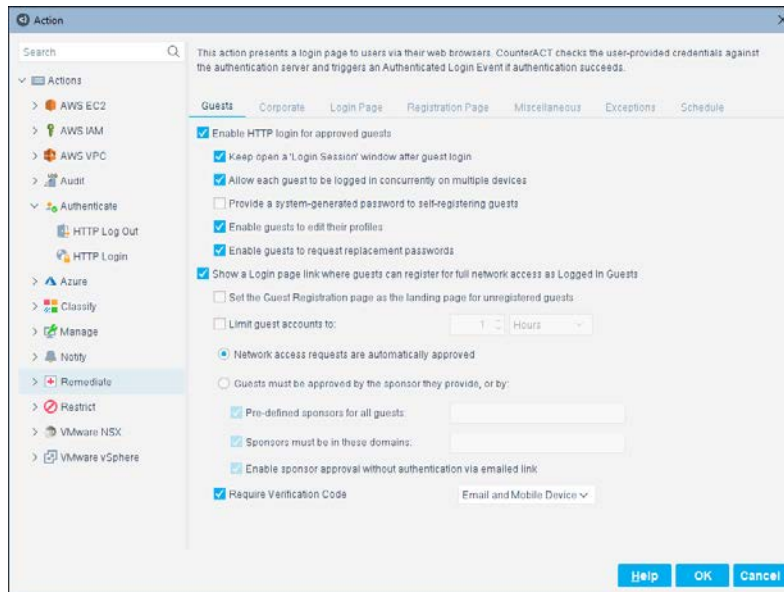 Action
Search
This action presents a login page to users via their web browsers. CounterACT checks the user-provided credentials against
the authentication server and triggers an Authenticated Login Event if authentication succeeds.
Actions
AWS EC2
AWS IAM
AWS VPC
Audit
Authenticate
HTTP Log Out
HTTP Login
Azure
Classify
Manage
Notify
Remediate
Restrict
VMware NSX
VMware vSphere
Guests Corporate Login Page Registration Page Miscellaneous Exceptions Schedule
Enable HTTP login for approved guests
Keep open a 'Login Session' window after guest login
Allow each guest to be logged in concurrently on multiple devices
Provide a system-generated password to self-registering guests
Enable guests to edit their profiles
Enable guests to request replacement passwords
Show a Login page link where guests can register for full network access as Logged In Guests
Set the Guest Registration page as the landing page for unregistered guests
Limit guest accounts to: 1 Hours
Network access requests are automatically approved
Guests must be approved by the sponsor they provide, or by:
Pre-defined sponsors for all guests:
Sponsors must be in these domains:
Enable sponsor approval without authentication via emailed link
Require Verification Code Email and Mobile Device
Help OK Cancel